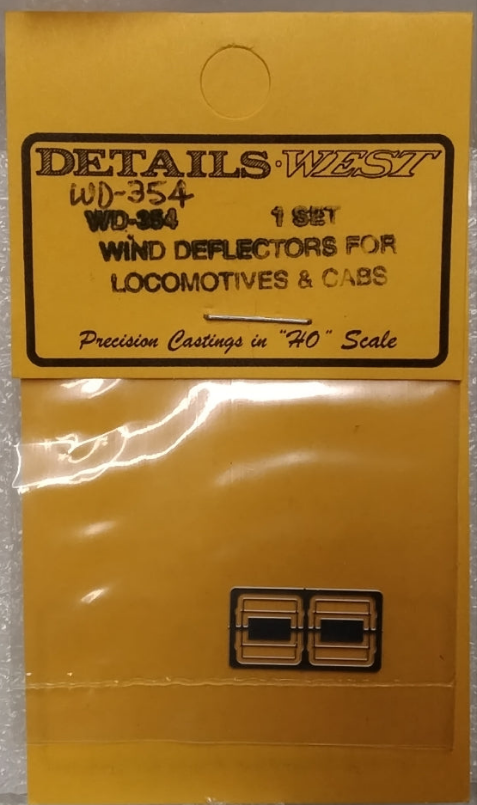 DETAILS·WEST
WD-354
WD-354 1 SET
WIND DEFLECTORS FOR
LOCOMOTIVES & CABS
Precision Castings in "HO" Scale